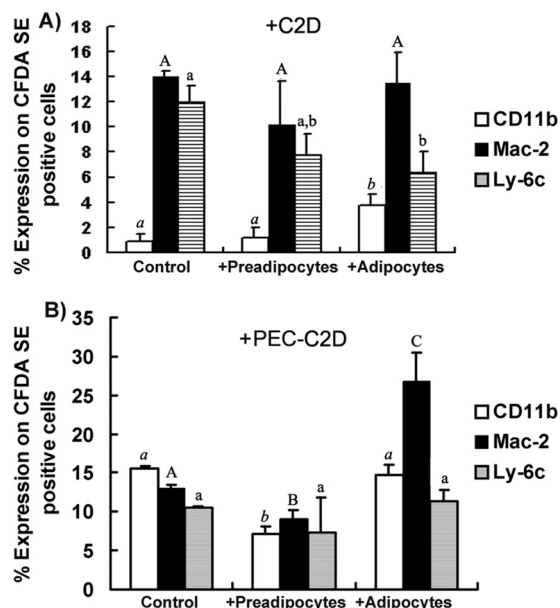 A)
+C2D
% Expression on CFDA SE
positive cells
18
16
14
12
10
8
6
4
2
0
a A a
a A a,b
b A b
Control +Preadipocytes +Adipocytes
CD11b
Mac-2
Ly-6c
B)
+PEC-C2D
% Expression on CFDA SE
positive cells
35
30
25
20
15
10
5
0
a A a
b B a
a C a
Control +Preadipocytes +Adipocytes
CD11b
Mac-2
Ly-6c